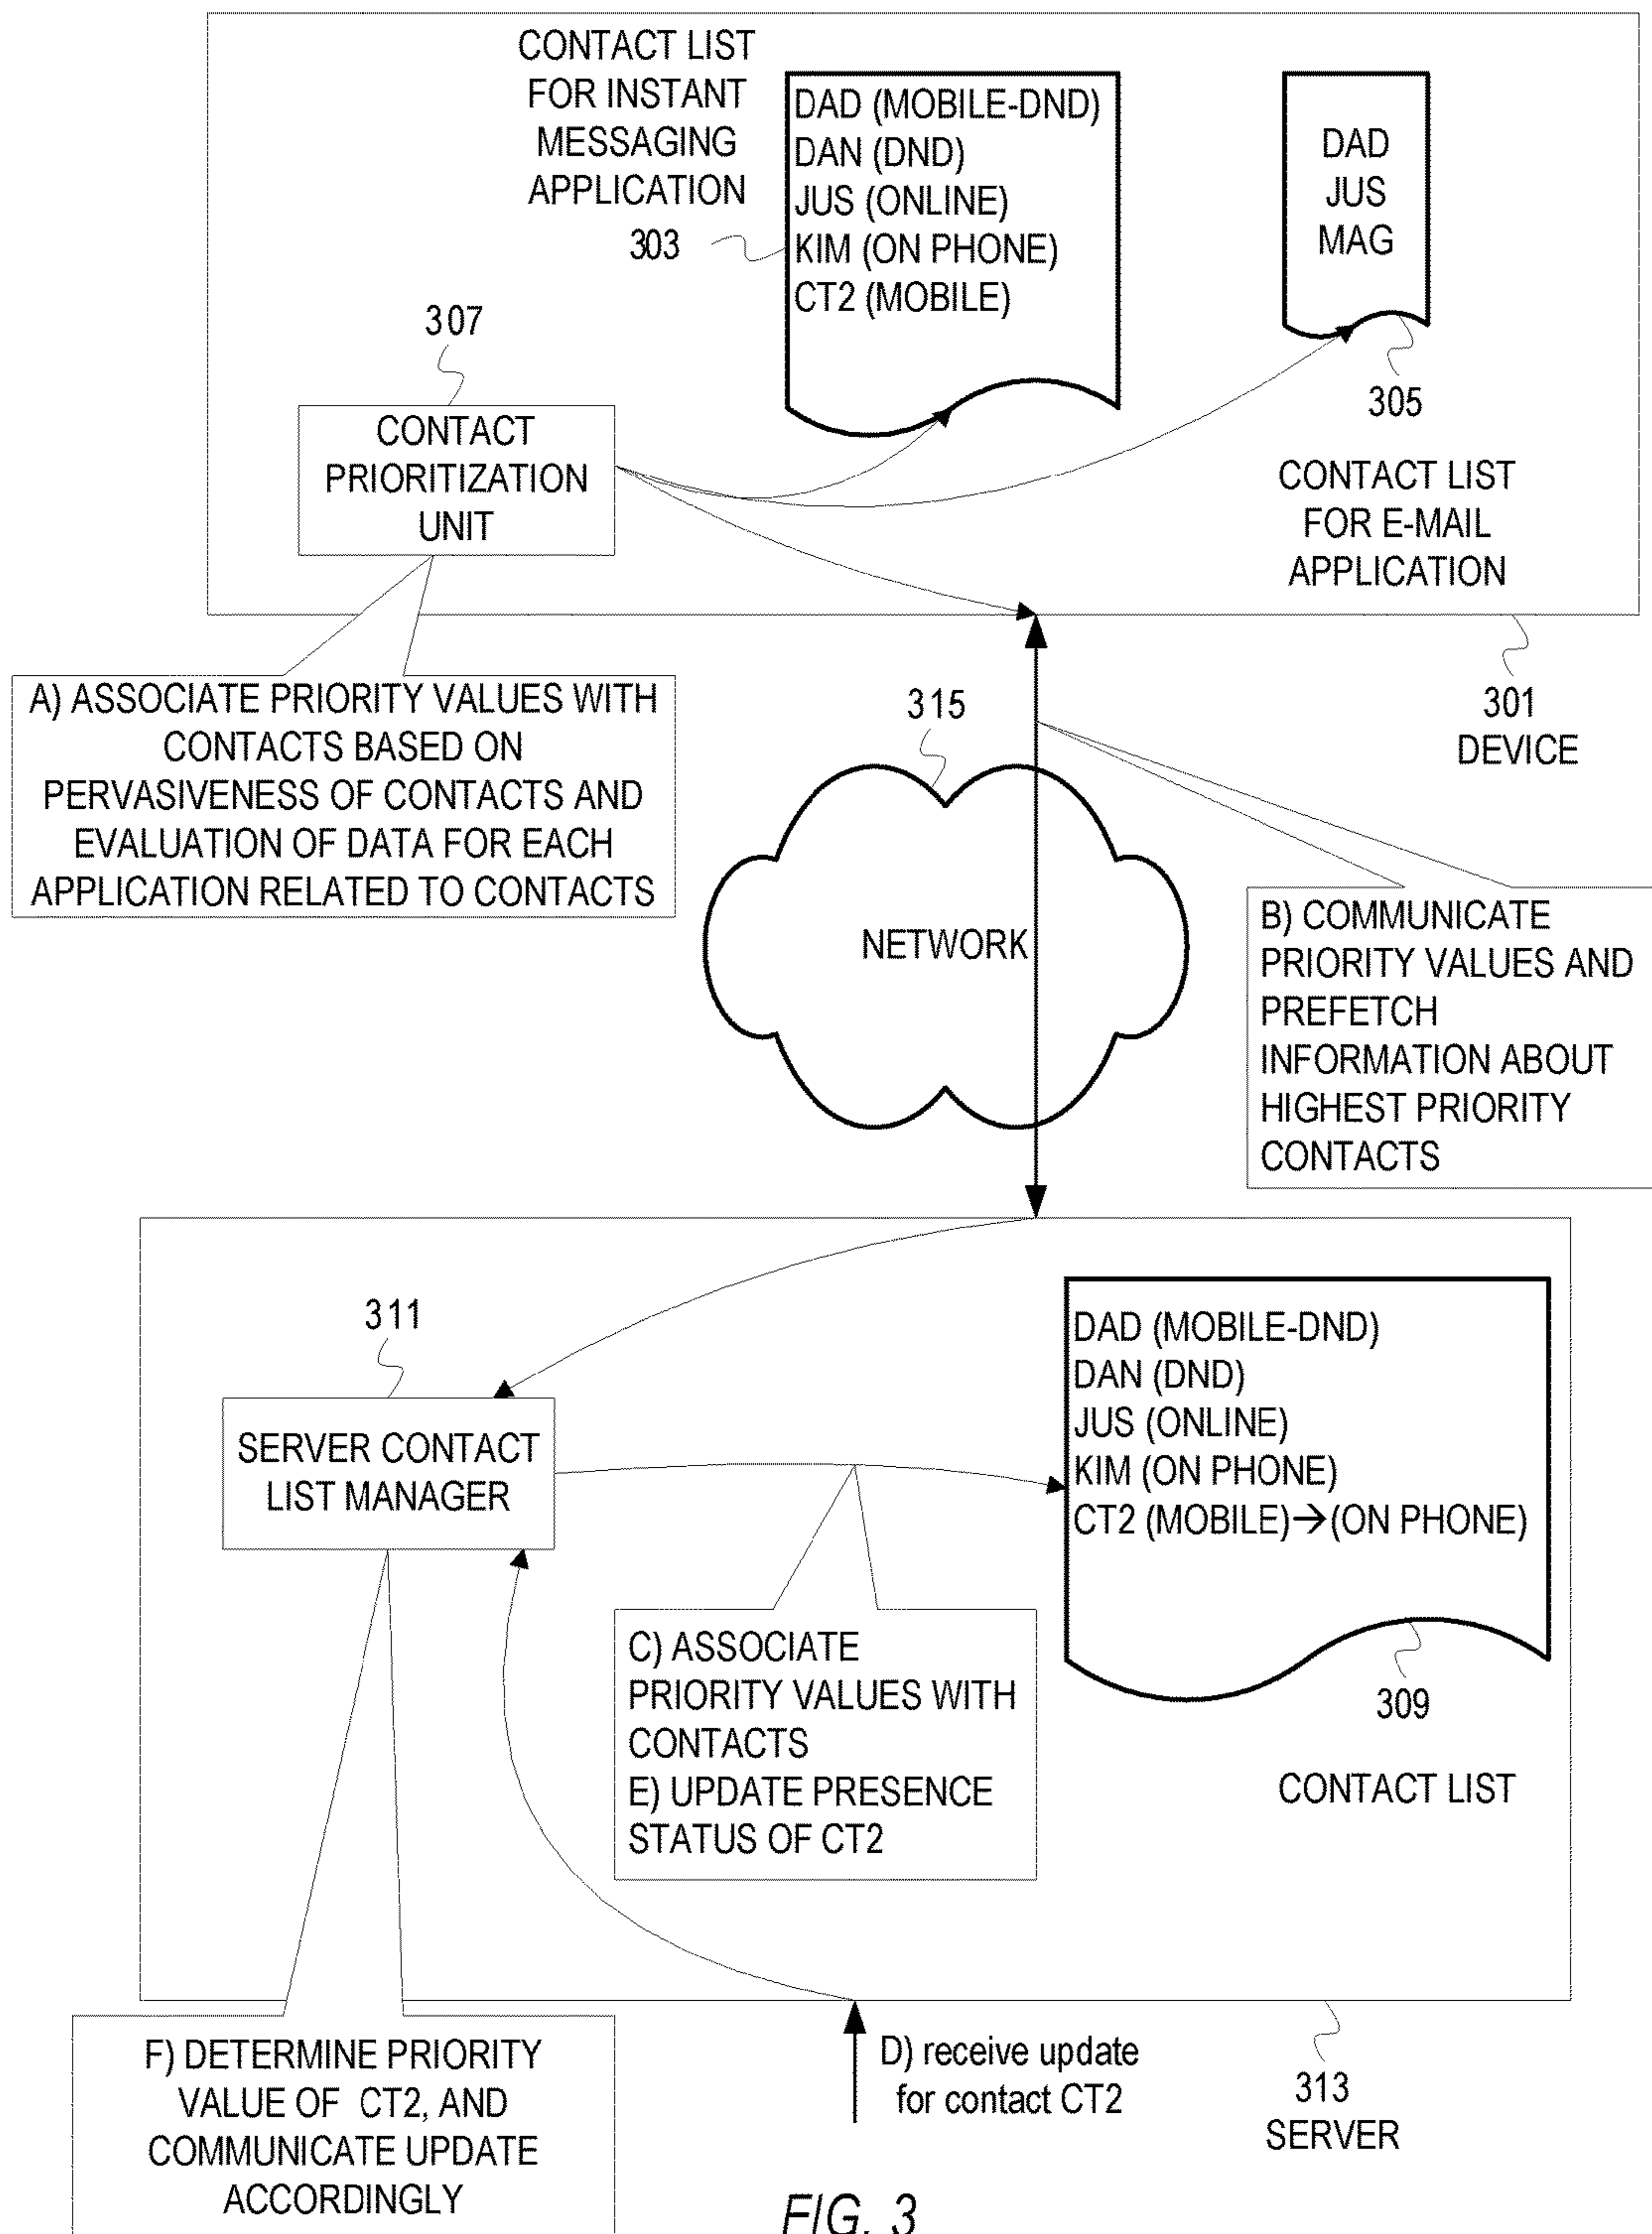 CONTACT LIST
FOR INSTANT
MESSAGING
APPLICATION
303
DAD (MOBILE-DND)
DAN (DND)
JUS (ONLINE)
KIM (ON PHONE)
CT2 (MOBILE)
DAD
JUS
MAG
305
CONTACT LIST
FOR E-MAIL
APPLICATION
307
CONTACT
PRIORITIZATION
UNIT
301
DEVICE
A) ASSOCIATE PRIORITY VALUES WITH
CONTACTS BASED ON
PERVASIVENESS OF CONTACTS AND
EVALUATION OF DATA FOR EACH
APPLICATION RELATED TO CONTACTS
315
NETWORK
B) COMMUNICATE
PRIORITY VALUES AND
PREFETCH
INFORMATION ABOUT
HIGHEST PRIORITY
CONTACTS
311
SERVER CONTACT
LIST MANAGER
DAD (MOBILE-DND)
DAN (DND)
JUS (ONLINE)
KIM (ON PHONE)
CT2 (MOBILE)→(ON PHONE)
309
CONTACT LIST
C) ASSOCIATE
PRIORITY VALUES WITH
CONTACTS
E) UPDATE PRESENCE
STATUS OF CT2
F) DETERMINE PRIORITY
VALUE OF CT2, AND
COMMUNICATE UPDATE
ACCORDINGLY
D) receive update
for contact CT2
313
SERVER
FIG. 3